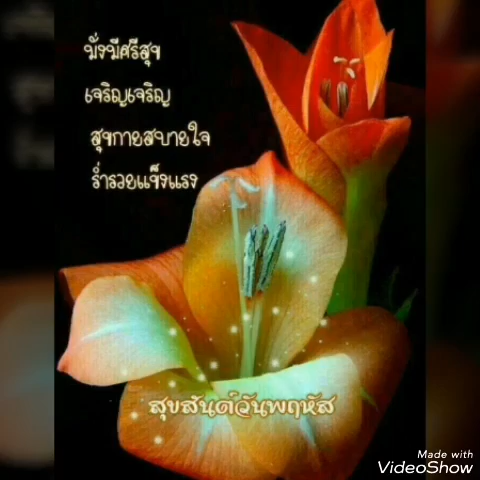 มั่งมีศรีสุข
เจริญเจริญ
สุขกายสบายใจ
ร่ำรวยแข็งแรง
สุขสันต์วันพฤหัส
Made with
VideoShow